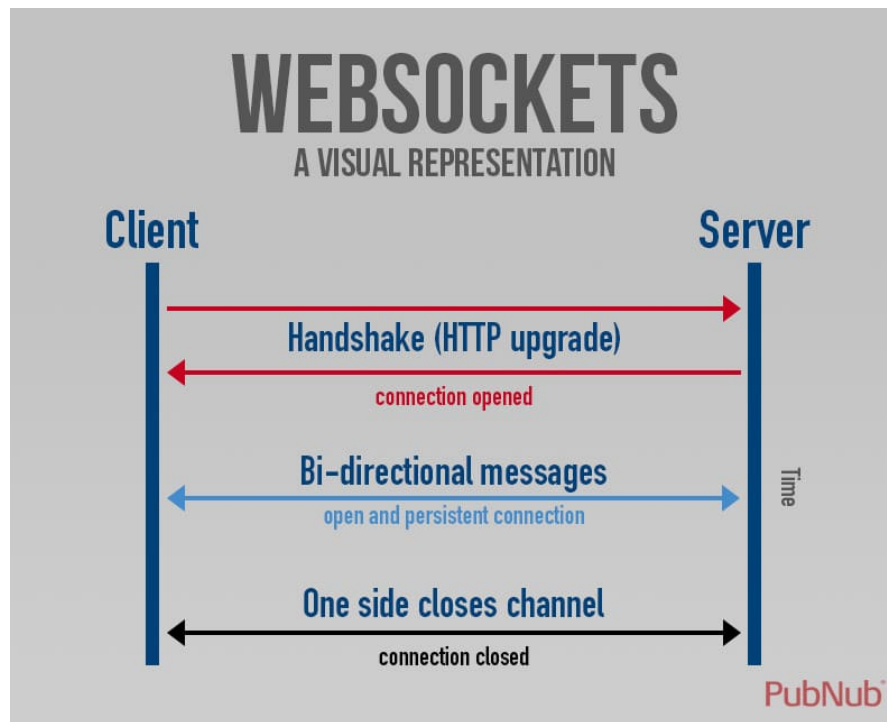 WEBSOCKETS
A VISUAL REPRESENTATION
Client
Server
Handshake (HTTP upgrade)
connection opened
Bi-directional messages
open and persistent connection
Time
One side closes channel
connection closed
PubNub